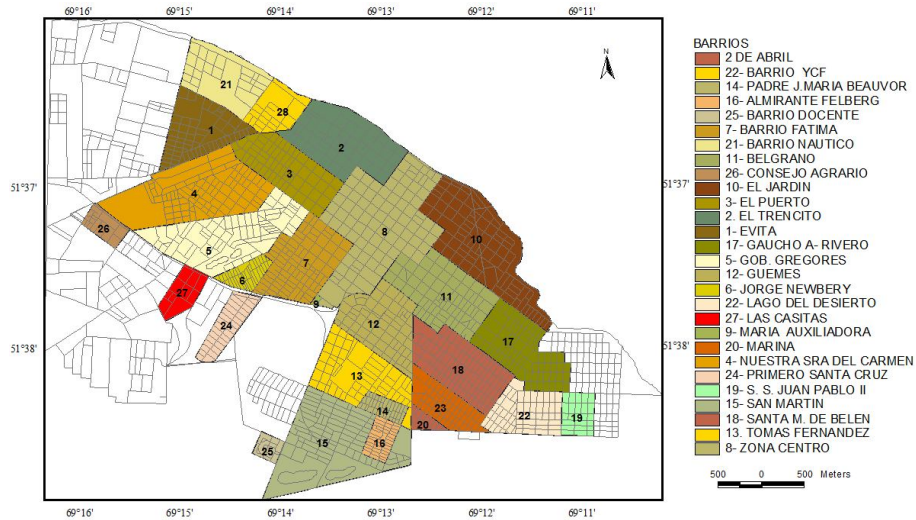 69°16' 69°15' 69°14' 69°13' 69°12' 69°11'
N
51°37' 51°37'
51°38' 51°38'
21
28
1
2
3
4
26
5
6
7
8
10
27
9
11
24
12
17
13
18
14
23
22
19
20
15
16
25
69°16' 69°15' 69°14' 69°13' 69°12' 69°11'
BARRIOS
2 DE ABRIL
22- BARRIO YCF
14- PADRE J.MARIA BEAUVOR
16- ALMIRANTE FELBERG
25- BARRIO DOCENTE
7- BARRIO FATIMA
21- BARRIO NAUTICO
11- BELGRANO
26- CONSEJO AGRARIO
10- EL JARDIN
3- EL PUERTO
2. EL TRENCITO
1- EVITA
17- GAUCHO A- RIVERO
5- GOB. GREGORES
12- GUEMES
6- JORGE NEWBERY
22- LAGO DEL DESIERTO
27- LAS CASITAS
9- MARIA AUXILIADORA
20- MARINA
4- NUESTRA SRA DEL CARMEN
24- PRIMERO SANTA CRUZ
19- S. S. JUAN PABLO II
15- SAN MARTIN
18- SANTA M. DE BELEN
13. TOMAS FERNANDEZ
8- ZONA CENTRO
500 0 500 Meters